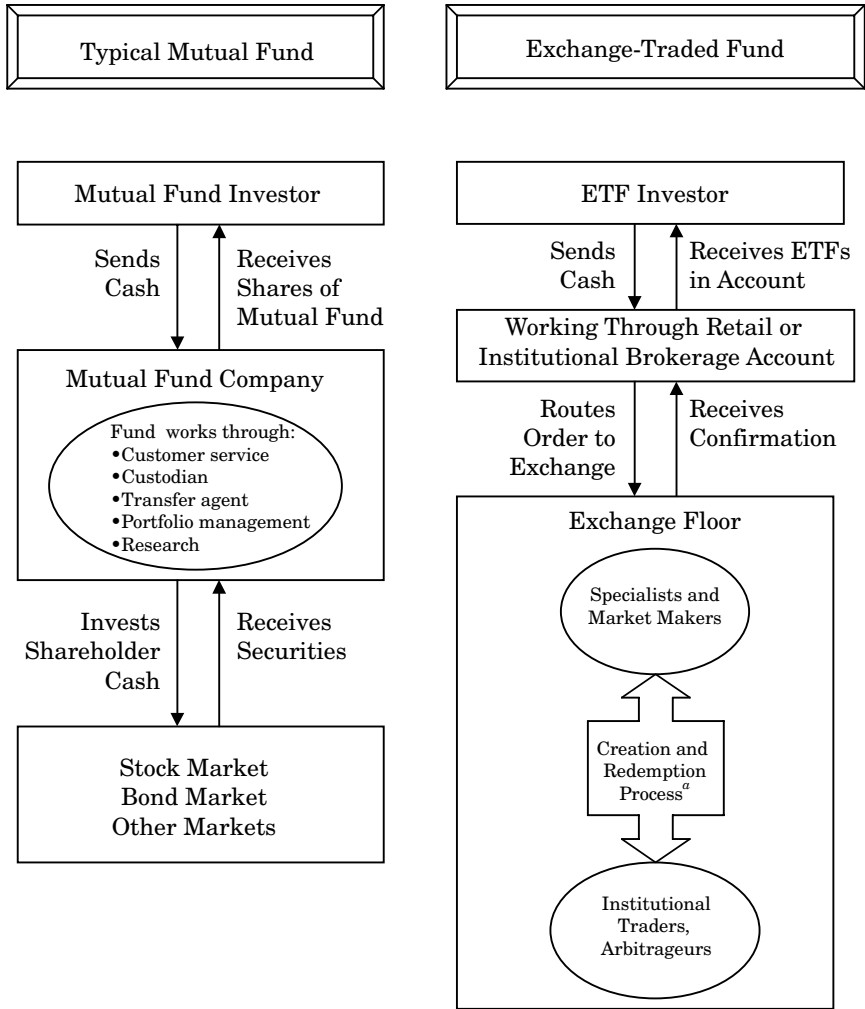 Typical Mutual Fund
Mutual Fund Investor
Sends
Cash
Receives
Shares of
Mutual Fund
Mutual Fund Company
Fund works through:
•Customer service
•Custodian
•Transfer agent
•Portfolio management
•Research
Invests
Shareholder
Cash
Receives
Securities
Stock Market
Bond Market
Other Markets
Exchange-Traded Fund
ETF Investor
Sends
Cash
Receives ETFs
in Account
Working Through Retail or
Institutional Brokerage Account
Routes
Order to
Exchange
Receives
Confirmation
Exchange Floor
Specialists and
Market Makers
Creation and
Redemption
Process a
Institutional
Traders,
Arbitrageurs